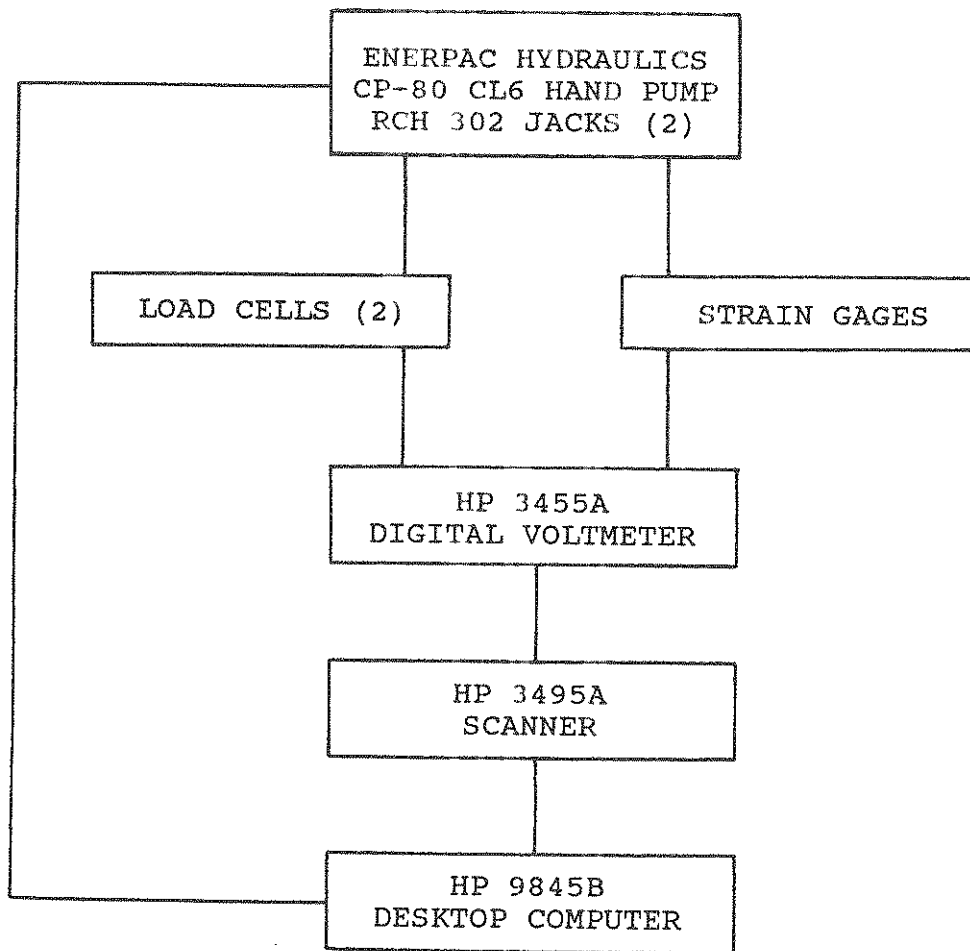 ENERPAC HYDRAULICS
CP-80 CL6 HAND PUMP
RCH 302 JACKS (2)
LOAD CELLS (2)
STRAIN GAGES
HP 3455A
DIGITAL VOLTMETER
HP 3495A
SCANNER
HP 9845B
DESKTOP COMPUTER